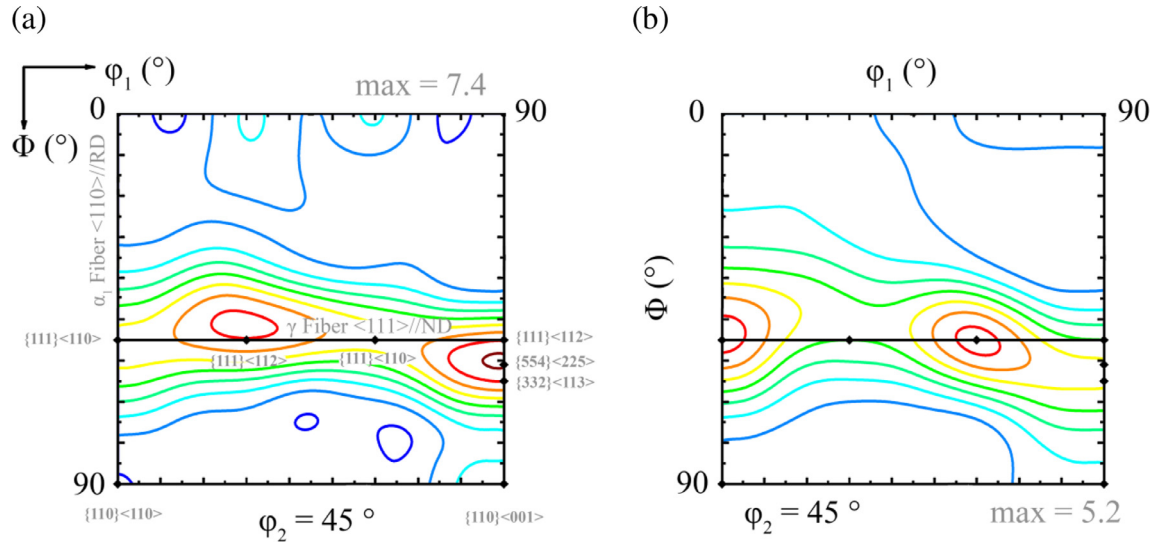 (a)
(b)
φ₁ (°)
max = 7.4
φ₁ (°)
0
90
0
90
Φ (°)
α₁ Fiber <110>//RD
Φ (°)
γ Fiber <111>//ND
{111}<110>
{111}<112>
{111}<112>
{111}<110>
{554}<225>
{332}<113>
90
90
{110}<110>
φ₂ = 45 °
{110}<001>
φ₂ = 45 °
max = 5.2